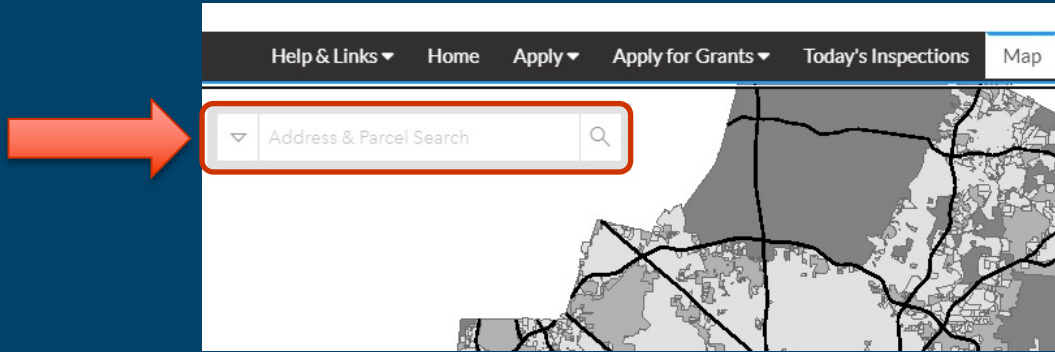 Help & Links Home Apply Apply for Grants Today's Inspections Map
Address & Parcel Search